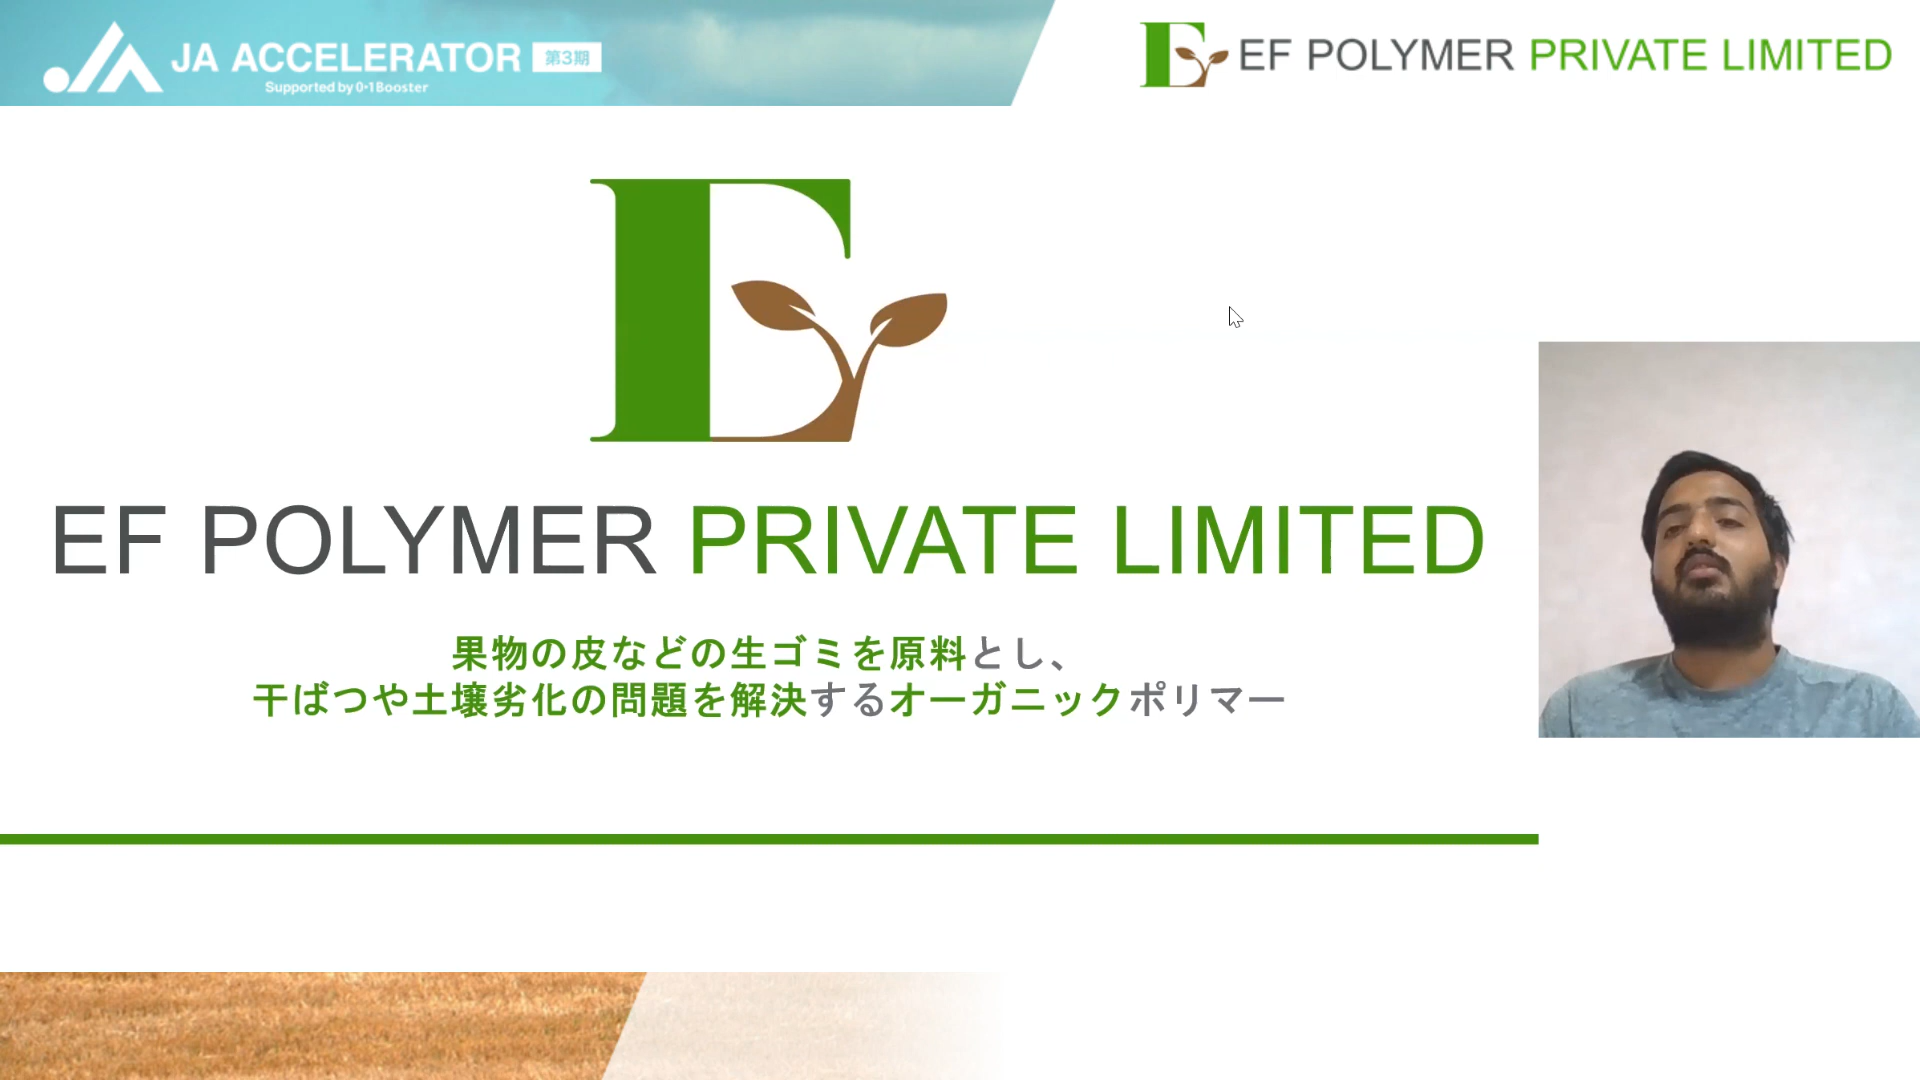 JA ACCELERATOR 第3期
Supported by 0•1Booster
EF POLYMER PRIVATE LIMITED
EF POLYMER PRIVATE LIMITED
果物の皮などの生ゴミを原料とし、
干ばつや土壌劣化の問題を解決するオーガニックポリマー